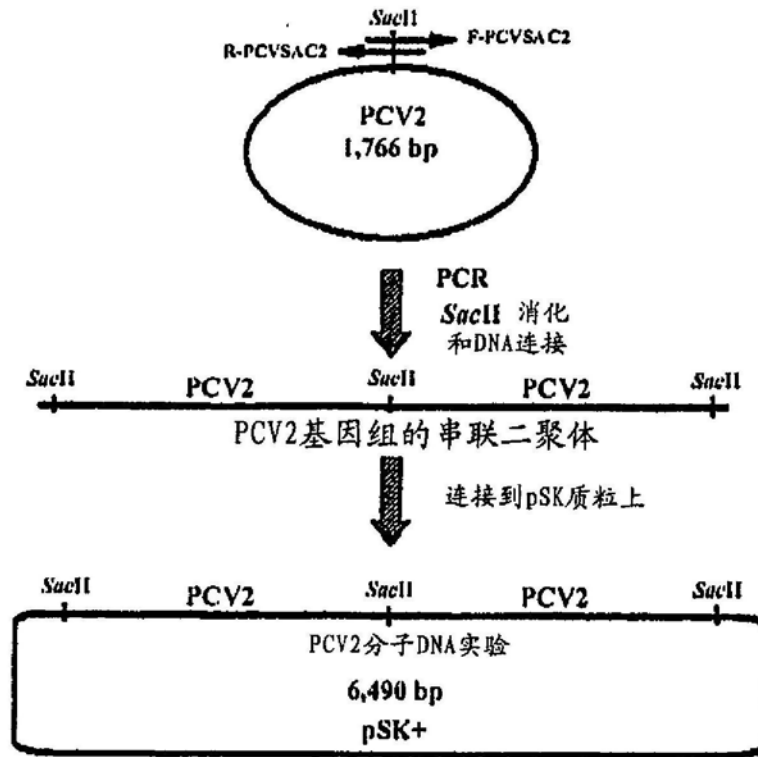 SacII
F-PCVSAC2
R-PCVSAC2
PCV2
1,766 bp
PCR
SacII 消化
和DNA连接
SacII PCV2 SacII PCV2 SacII
PCV2基因组的串联二聚体
连接到pSK质粒上
SacII PCV2 SacII PCV2 SacII
PCV2分子DNA实验
6,490 bp
pSK+